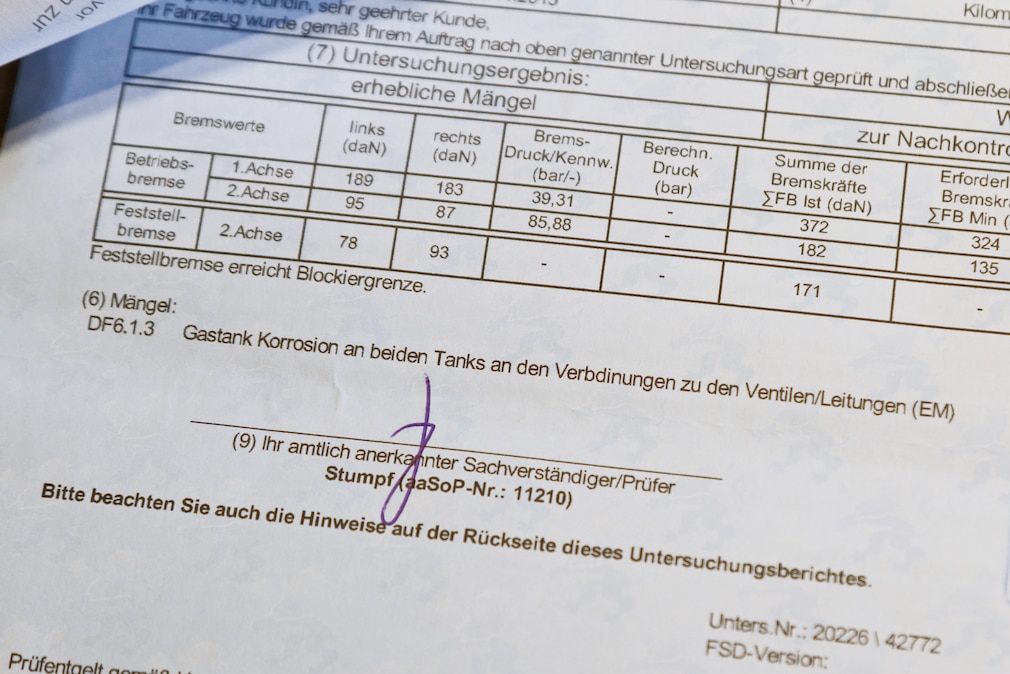 Kilom
sehr geehrter Kunde,
Fahrzeug wurde gemäß Ihrem Auftrag nach oben genannter Untersuchungsart geprüft und abschließe
(7) Untersuchungsergebnis:
erhebliche Mängel
zur Nachkontro
Bremswerte links (daN) rechts (daN) Brems-Druck/Kennw. (bar/-) Berechn. Druck (bar) Summe der Bremskräfte ∑FB Ist (daN) Erforderl Bremskr ∑FB Min (
Betriebs-bremse 1.Achse 189 183 39,31 - 372 324
2.Achse 95 87 85,88 - 182 135
Feststell-bremse 2.Achse 78 93 - - 171 -
Feststellbremse erreicht Blockiergrenze.
(6) Mängel:
DF6.1.3 Gastank Korrosion an beiden Tanks an den Verbdinungen zu den Ventilen/Leitungen (EM)
(9) Ihr amtlich anerkannter Sachverständiger/Prüfer
Stumpf (aaSoP-Nr.: 11210)
Bitte beachten Sie auch die Hinweise auf der Rückseite dieses Untersuchungsberichtes.
Unters.Nr.: 20226 \ 42772
FSD-Version:
Prüfentgelt